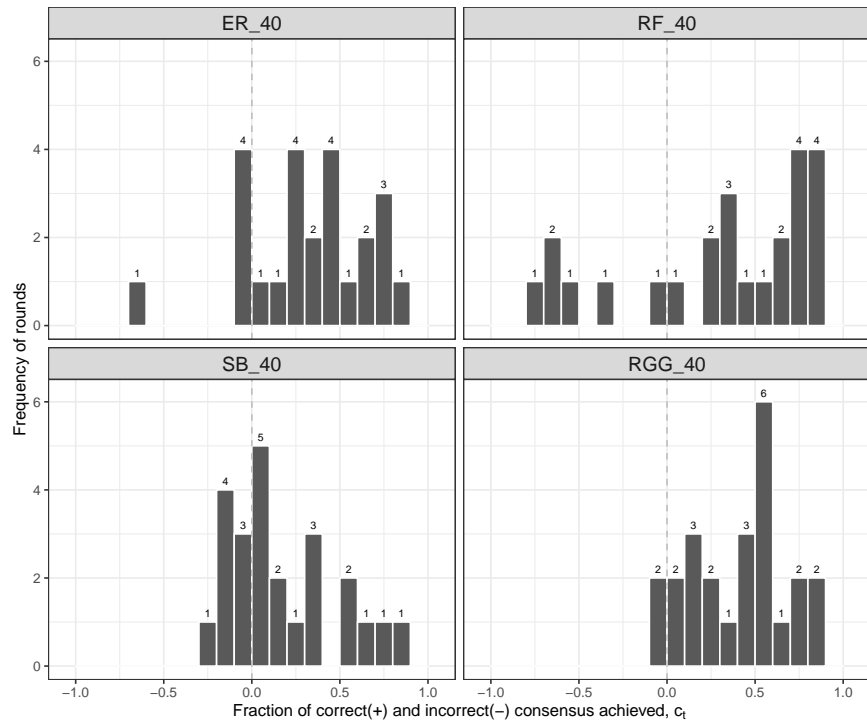 ER_40 RF_40
6
4 4 4 4 4
4
3 3
2 2 2 2 2
2
1 1 1 1 1 1 1 1 1 1 1 1
0
SB_40 RGG_40
6
6
5
4
4
3 3 3 3
2 2 2 2 2 2 2
2
1 1 1 1 1 1 1
0
−1.0 −0.5 0.0 0.5 1.0 −1.0 −0.5 0.0 0.5 1.0
Frequency of rounds
Fraction of correct(+) and incorrect(−) consensus achieved, cₜ